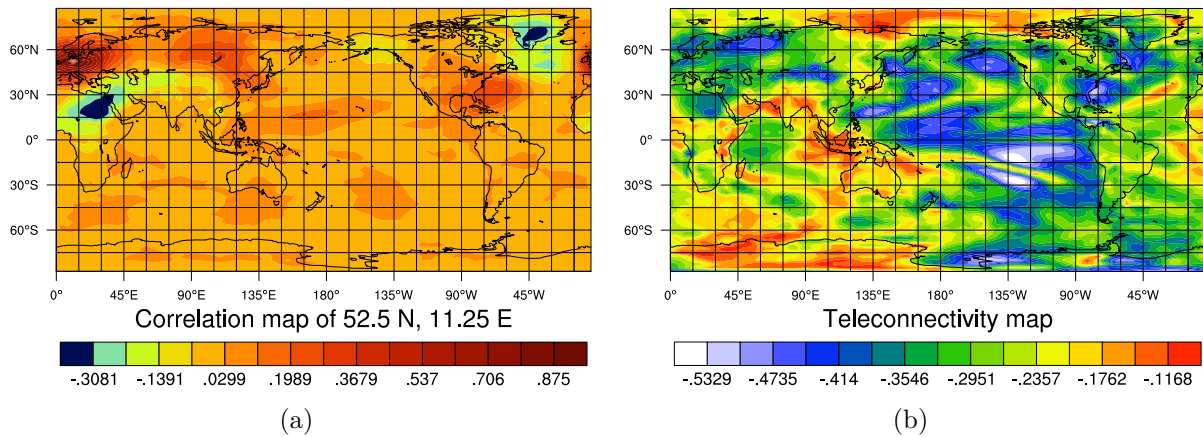 60°N
30°N
0°
30°S
60°S
0° 45°E 90°E 135°E 180° 135°W 90°W 45°W
Correlation map of 52.5 N, 11.25 E
-.3081 -.1391 .0299 .1989 .3679 .537 .706 .875
(a)
60°N
30°N
0°
30°S
60°S
0° 45°E 90°E 135°E 180° 135°W 90°W 45°W
Teleconnectivity map
-.5329 -.4735 -.414 -.3546 -.2951 -.2357 -.1762 -.1168
(b)